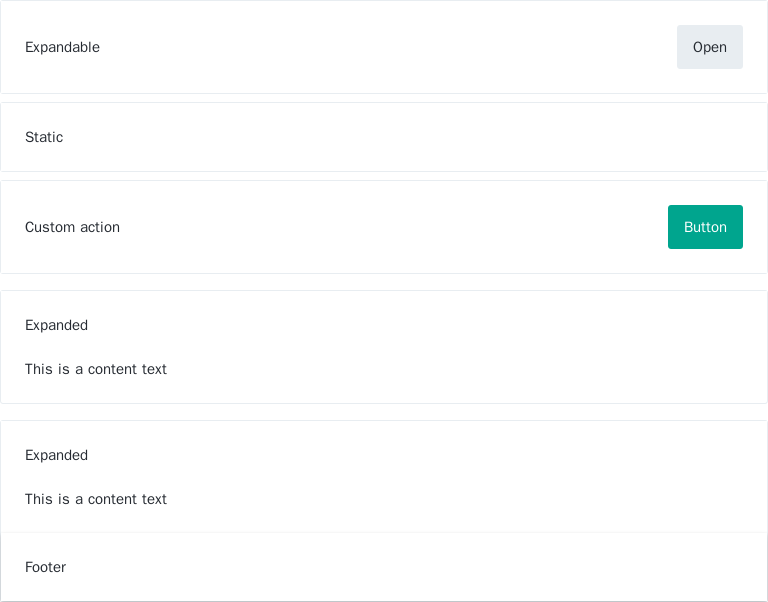 Expandable
Open
Static
Custom action
Button
Expanded
This is a content text
Expanded
This is a content text
Footer